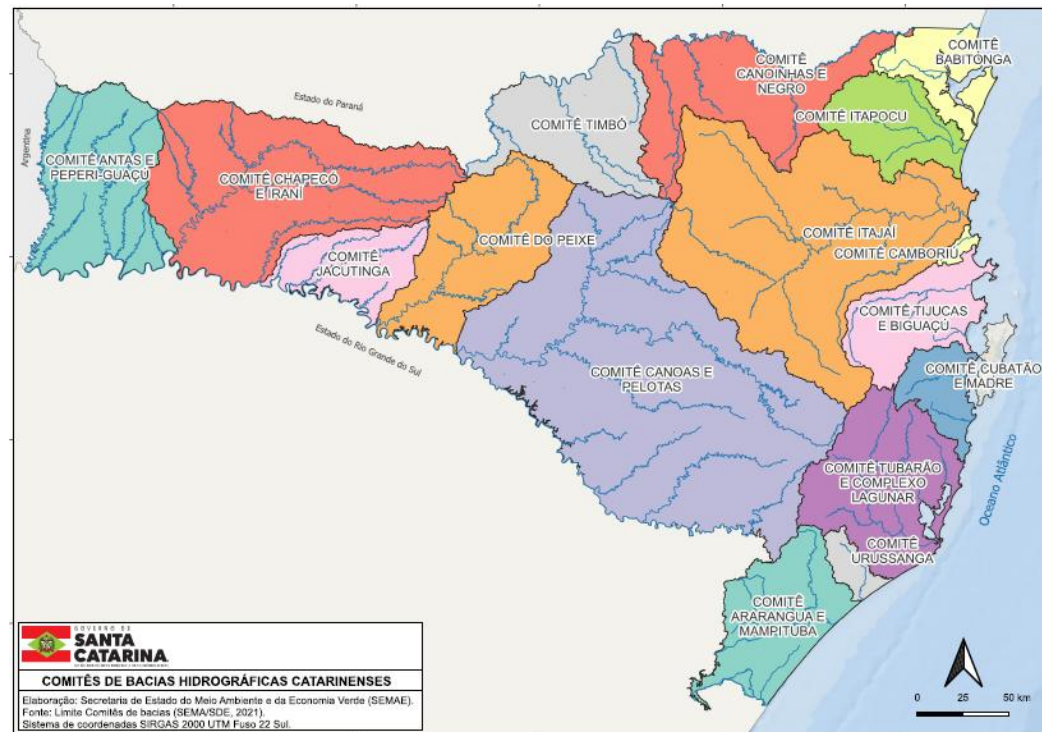 COMITÊ
BABITONGA
COMITÊ
CANOINHAS E
NEGRO
Estado do Paraná
COMITÊ ITAPOCU
COMITÊ TIMBÓ
Argentina
COMITÊ ANTAS E
PEPERI-GUAÇÚ
COMITÊ CHAPECÓ
E IRANÍ
COMITÊ DO PEIXE
COMITÊ ITAJAÍ
COMITÊ CAMBORIÚ
COMITÊ
JACUTINGA
COMITÊ TIJUCAS
E BIGUAÇÚ
Estado do Rio Grande do Sul
COMITÊ CANOAS E
PELOTAS
COMITÊ CUBATÃO
E MADRE
Oceano Atlântico
COMITÊ TUBARÃO
E COMPLEXO
LAGUNAR
COMITÊ
URUSSANGA
COMITÊ
ARARANGUA E
MAMPITUBA
GOVERNO DE
SANTA
CATARINA
COMITÊS DE BACIAS HIDROGRÁFICAS CATARINENSES
Elaboração: Secretaria de Estado do Meio Ambiente e da Economia Verde (SEMAE).
Fonte: Limite Comitês de bacias (SEMA/SDE, 2021).
Sistema de coordenadas SIRGAS 2000 UTM Fuso 22 Sul.
0 25 50 km